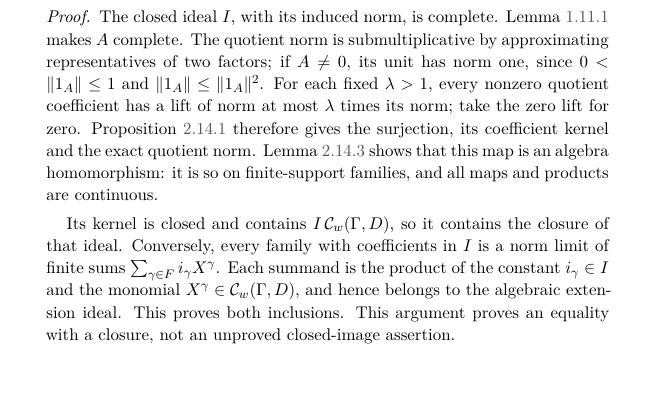 Proof. The closed ideal I, with its induced norm, is complete. Lemma 1.11.1
makes A complete. The quotient norm is submultiplicative by approximating
representatives of two factors; if A ≠ 0, its unit has norm one, since 0 <
‖1_A‖ ≤ 1 and ‖1_A‖ ≤ ‖1_A‖². For each fixed λ > 1, every nonzero quotient
coefficient has a lift of norm at most λ times its norm; take the zero lift for
zero. Proposition 2.14.1 therefore gives the surjection, its coefficient kernel
and the exact quotient norm. Lemma 2.14.3 shows that this map is an algebra
homomorphism: it is so on finite-support families, and all maps and products
are continuous.
Its kernel is closed and contains I C_w(Γ, D), so it contains the closure of
that ideal. Conversely, every family with coefficients in I is a norm limit of
finite sums ∑_{γ∈F} i_γ X^γ. Each summand is the product of the constant i_γ ∈ I
and the monomial X^γ ∈ C_w(Γ, D), and hence belongs to the algebraic exten-
sion ideal. This proves both inclusions. This argument proves an equality
with a closure, not an unproved closed-image assertion.